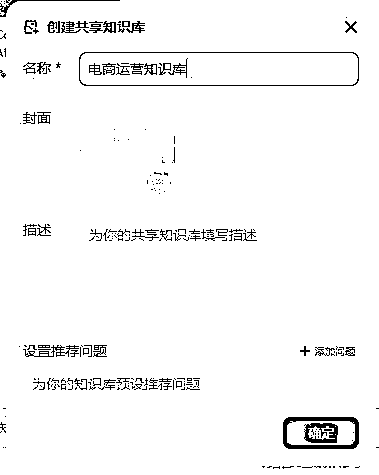 创建共享知识库
名称 *
电商运营知识库
封面
描述
为你的共享知识库填写描述
设置推荐问题
+ 添加问题
为你的知识库预设推荐问题
确定